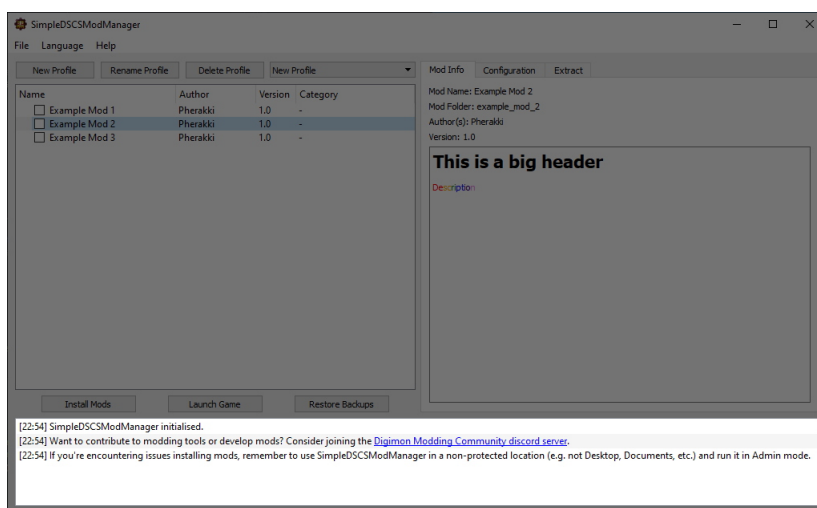 SimpleDSCSModManager
File Language Help
New Profile Rename Profile Delete Profile New Profile
Mod Info Configuration Extract
Name Author Version Category
Example Mod 1 Pherakki 1.0 -
Example Mod 2 Pherakki 1.0 -
Example Mod 3 Pherakki 1.0 -
Mod Name: Example Mod 2
Mod Folder: example_mod_2
Author(s): Pherakki
Version: 1.0
This is a big header
Description
Install Mods Launch Game Restore Backups
[22:54] SimpleDSCSModManager initialised.
[22:54] Want to contribute to modding tools or develop mods? Consider joining the Digimon Modding Community discord server.
[22:54] If you're encountering issues installing mods, remember to use SimpleDSCSModManager in a non-protected location (e.g. not Desktop, Documents, etc.) and run it in Admin mode.